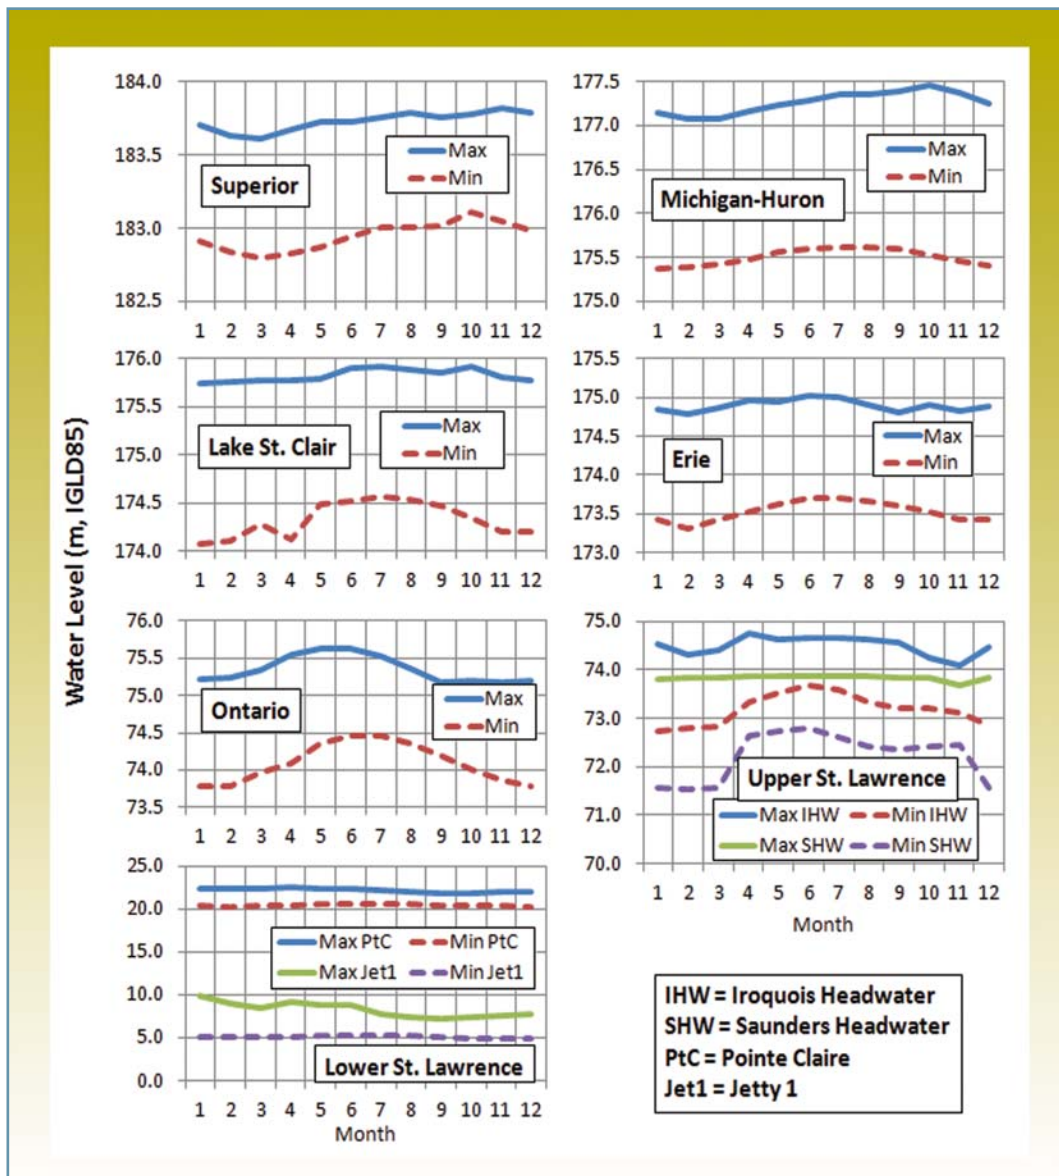 Water Level (m, IGLD85)
184.0
183.5
183.0
182.5
Superior
Max
Min
1 2 3 4 5 6 7 8 9 10 11 12
177.5
177.0
176.5
176.0
175.5
175.0
Max
Min
Michigan-Huron
1 2 3 4 5 6 7 8 9 10 11 12
176.0
175.5
175.0
174.5
174.0
Lake St. Clair
Max
Min
1 2 3 4 5 6 7 8 9 10 11 12
175.5
175.0
174.5
174.0
173.5
173.0
Erie
Max
Min
1 2 3 4 5 6 7 8 9 10 11 12
76.0
75.5
75.0
74.5
74.0
73.5
Ontario
Max
Min
1 2 3 4 5 6 7 8 9 10 11 12
75.0
74.0
73.0
72.0
71.0
70.0
Upper St. Lawrence
Max IHW Min IHW
Max SHW Min SHW
1 2 3 4 5 6 7 8 9 10 11 12
Month
25.0
20.0
15.0
10.0
5.0
0.0
Max PtC Min PtC
Max Jet1 Min Jet1
Lower St. Lawrence
1 2 3 4 5 6 7 8 9 10 11 12
Month
IHW = Iroquois Headwater
SHW = Saunders Headwater
PtC = Pointe Claire
Jet1 = Jetty 1